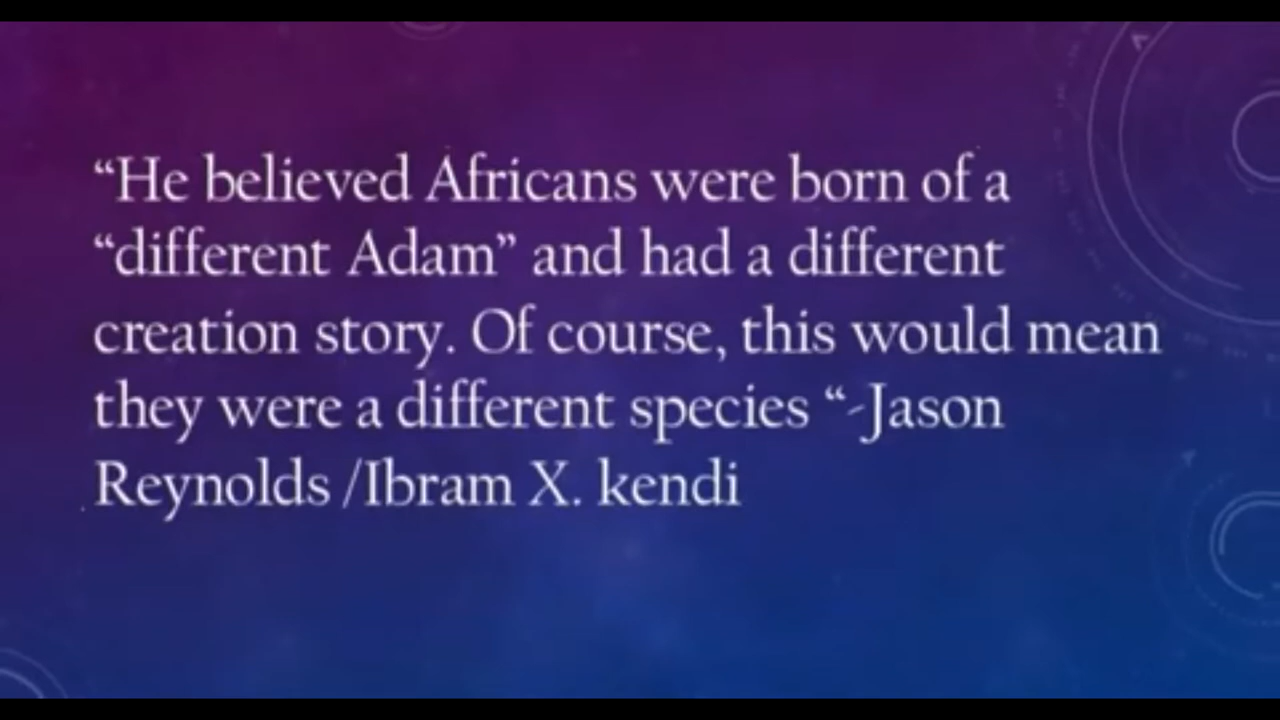 “He believed Africans were born of a
“different Adam” and had a different
creation story. Of course, this would mean
they were a different species “-Jason
Reynolds /Ibram X. kendi